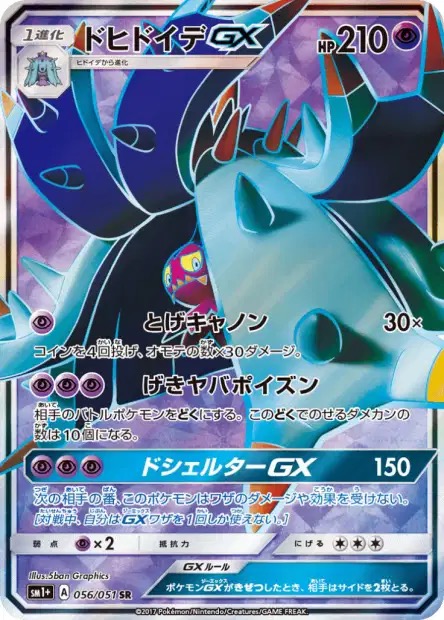 1進化 ドヒドイデGX HP210
ヒドイデから進化
とげキャノン 30×
コインを4回投げ、オモテの数×30ダメージ。
げきヤバポイズン
相手のバトルポケモンをどくにする。このどくでのせるダメカンの
数は10個になる。
ドシェルターGX 150
次の相手の番、このポケモンはワザのダメージや効果を受けない。
[対戦中、自分はGXワザを1回しか使えない。]
弱点 ×2 抵抗力 にげる
Illus.5ban Graphics
GXルール
ポケモンGXがきぜつしたとき、相手はサイドを2枚とる。
SM1+ A 056/051 SR
©2017 Pokémon/Nintendo/Creatures/GAME FREAK.